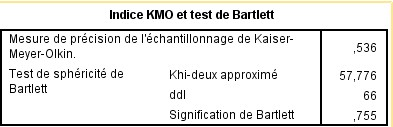 Indice KMO et test de Bartlett
Mesure de précision de l'échantillonnage de Kaiser-
Meyer-Olkin. ,536
Test de sphéricité de Khi-deux approximé 57,776
Bartlett ddl 66
Signification de Bartlett ,755